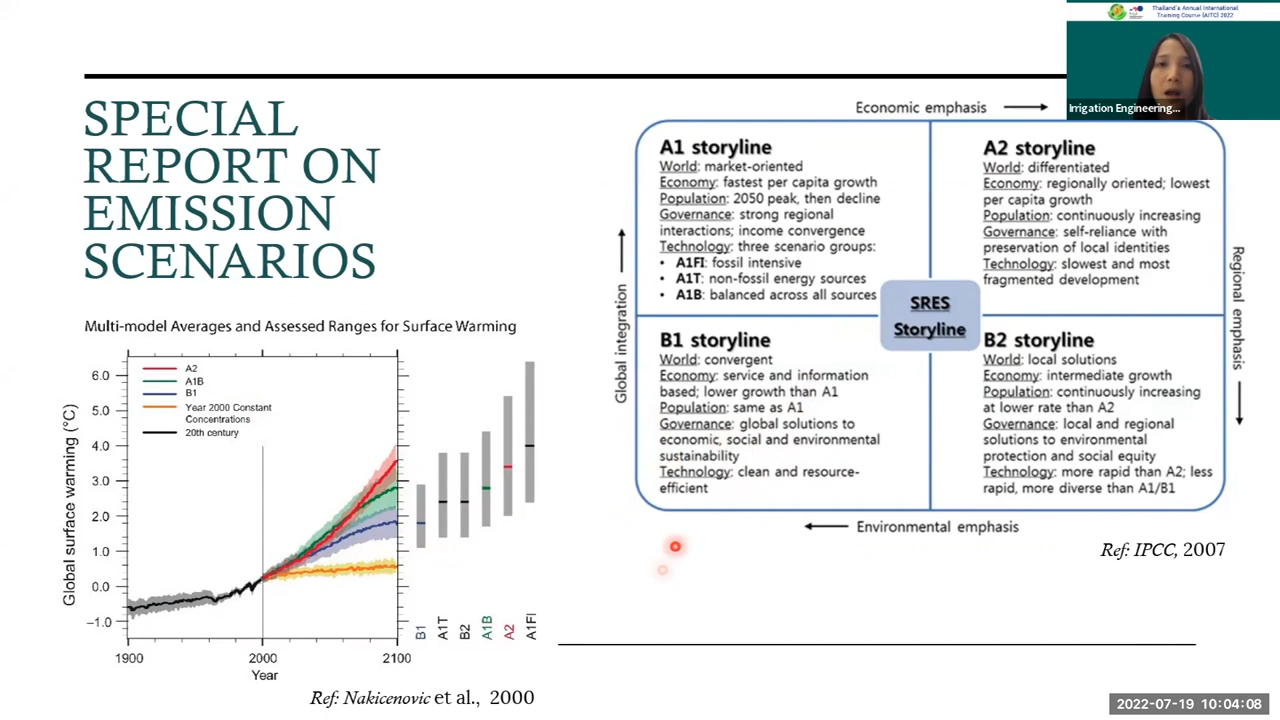 Thailand's Annual International
Training Course (AITC) 2022
Irrigation Engineering...
SPECIAL
REPORT ON
EMISSION
SCENARIOS
Multi-model Averages and Assessed Ranges for Surface Warming
Global surface warming (°C)
6.0
5.0
4.0
3.0
2.0
1.0
0.0
−1.0
A2
A1B
B1
Year 2000 Constant
Concentrations
20th century
1900
2000
2100
Year
B1
A1T
B2
A1B
A2
A1FI
Ref: Nakicenovic et al., 2000
Economic emphasis
Global integration
Regional emphasis
A1 storyline
World: market-oriented
Economy: fastest per capita growth
Population: 2050 peak, then decline
Governance: strong regional
interactions; income convergence
Technology: three scenario groups:
• A1FI: fossil intensive
• A1T: non-fossil energy sources
• A1B: balanced across all sources
A2 storyline
World: differentiated
Economy: regionally oriented; lowest
per capita growth
Population: continuously increasing
Governance: self-reliance with
preservation of local identities
Technology: slowest and most
fragmented development
SRES
Storyline
B1 storyline
World: convergent
Economy: service and information
based; lower growth than A1
Population: same as A1
Governance: global solutions to
economic, social and environmental
sustainability
Technology: clean and resource-
efficient
B2 storyline
World: local solutions
Economy: intermediate growth
Population: continuously increasing
at lower rate than A2
Governance: local and regional
solutions to environmental
protection and social equity
Technology: more rapid than A2; less
rapid, more diverse than A1/B1
Environmental emphasis
Ref: IPCC, 2007
2022-07-19 10:04:08